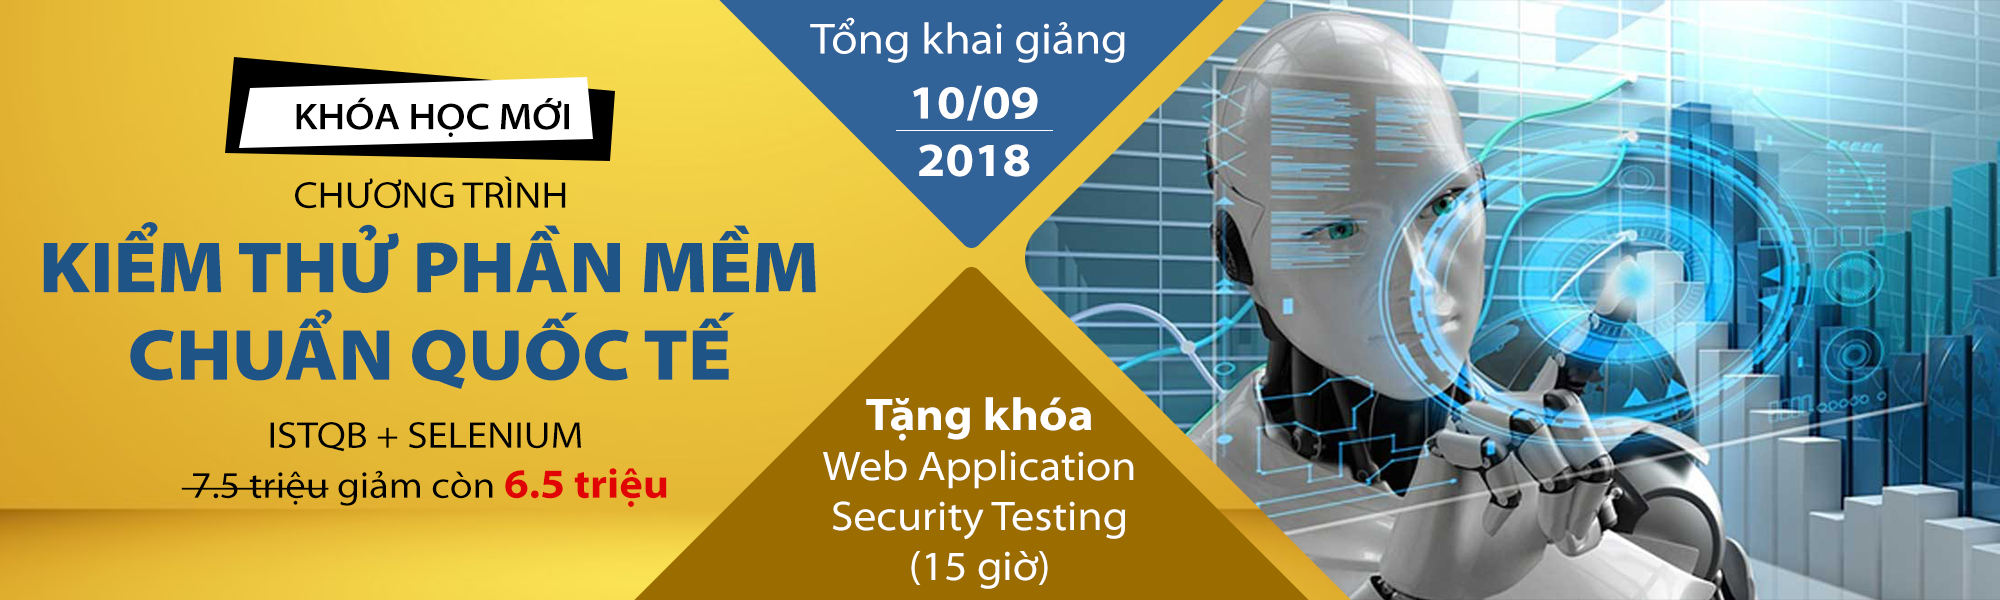 KHÓA HỌC MỚI
CHƯƠNG TRÌNH
KIỂM THỬ PHẦN MỀM
CHUẨN QUỐC TẾ
ISTQB + SELENIUM
7.5 triệu giảm còn 6.5 triệu
Tổng khai giảng
10/09
2018
Tặng khóa
Web Application
Security Testing
(15 giờ)